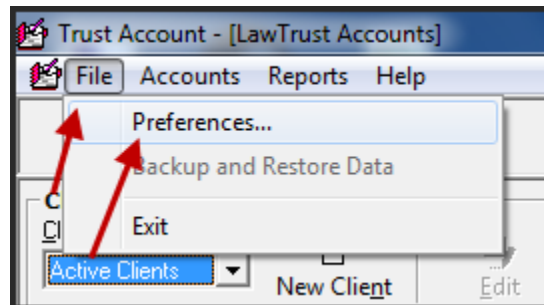 Trust Account - [LawTrust Accounts]
File Accounts Reports Help
Preferences...
Backup and Restore Data
Exit
Active Clients
New Client
Edit